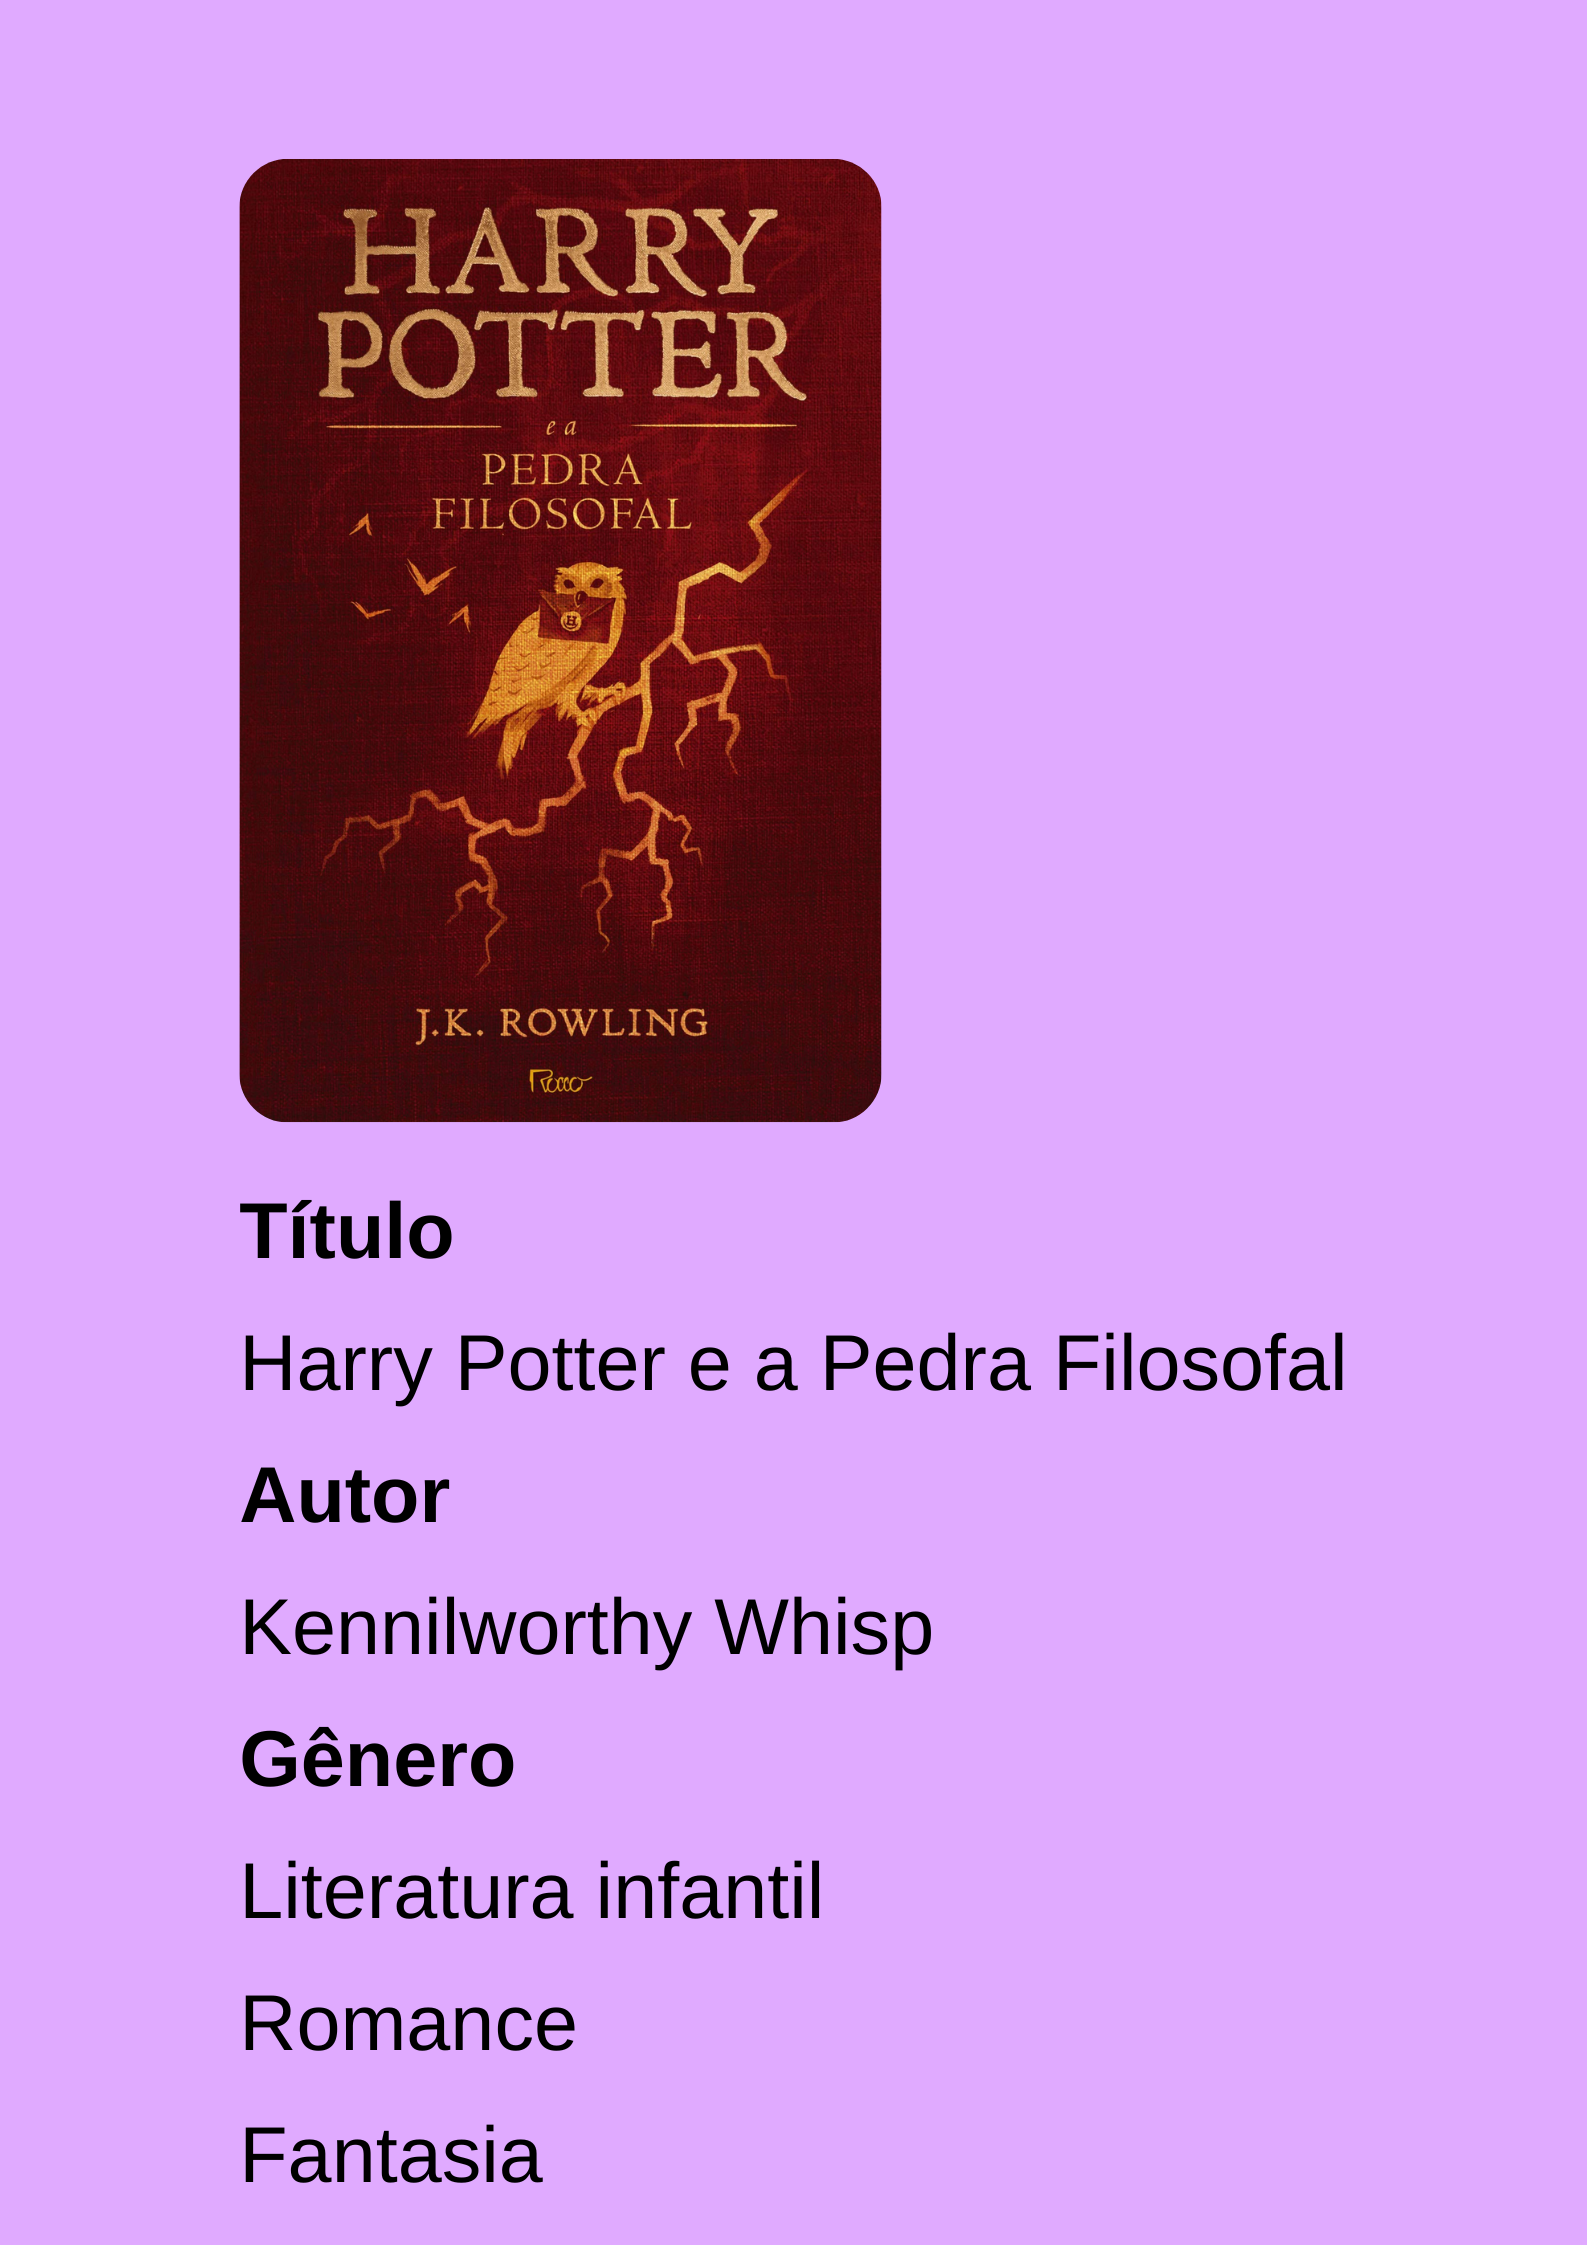 HARRY
POTTER
e a
PEDRA
FILOSOFAL
H
J.K. ROWLING
Rocco
Título
Harry Potter e a Pedra Filosofal
Autor
Kennilworthy Whisp
Gênero
Literatura infantil
Romance
Fantasia